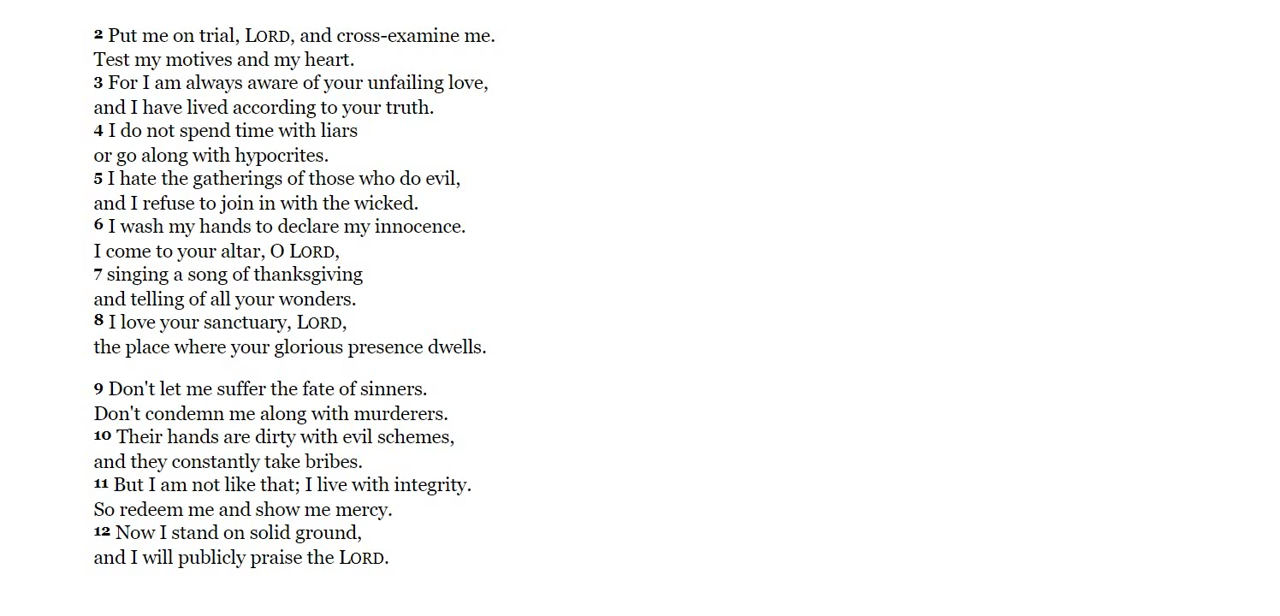 2 Put me on trial, LORD, and cross-examine me.
Test my motives and my heart.
3 For I am always aware of your unfailing love,
and I have lived according to your truth.
4 I do not spend time with liars
or go along with hypocrites.
5 I hate the gatherings of those who do evil,
and I refuse to join in with the wicked.
6 I wash my hands to declare my innocence.
I come to your altar, O LORD,
7 singing a song of thanksgiving
and telling of all your wonders.
8 I love your sanctuary, LORD,
the place where your glorious presence dwells.
9 Don't let me suffer the fate of sinners.
Don't condemn me along with murderers.
10 Their hands are dirty with evil schemes,
and they constantly take bribes.
11 But I am not like that; I live with integrity.
So redeem me and show me mercy.
12 Now I stand on solid ground,
and I will publicly praise the LORD.